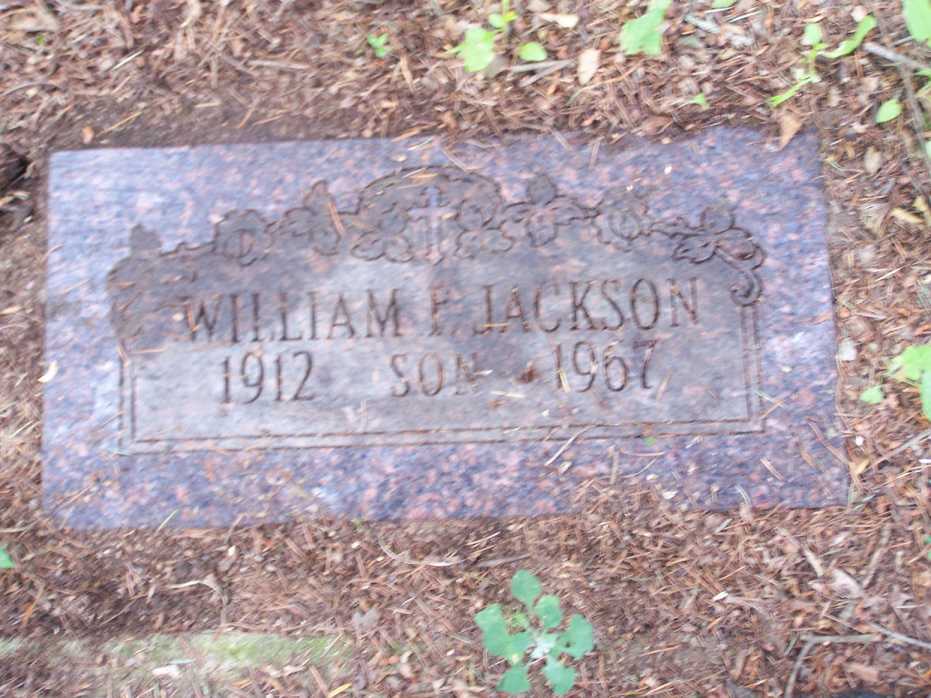 WILLIAM F. JACKSON
1912 SON 1967